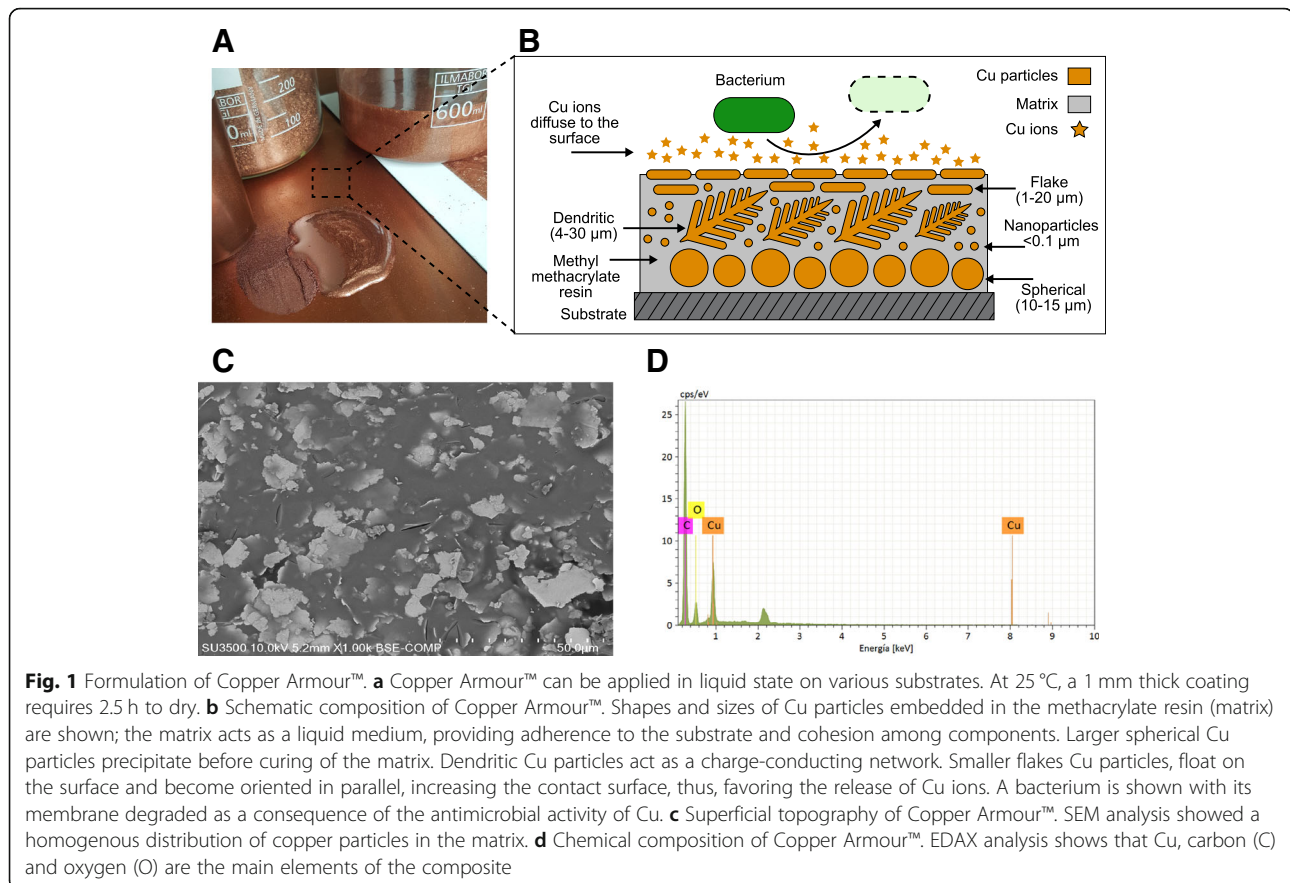 A
B
200
100
BOR
al
0 ml
ILMABOR
TGI
600 ml
Bacterium
Cu particles
Matrix
Cu ions
Cu ions
diffuse to the
surface
Flake
(1-20 µm)
Dendritic
(4-30 µm)
Nanoparticles
<0.1 µm
Methyl
methacrylate
resin
Spherical
(10-15 µm)
Substrate
C
D
SU3500 10.0kV 5.2mm X1.00k BSE-COMP
50.0µm
cps/eV
25
20
15
10
5
0
C
O
Cu
Cu
1 2 3 4 5 6 7 8 9 10
Energía [keV]
Fig. 1 Formulation of Copper Armour™. a Copper Armour™ can be applied in liquid state on various substrates. At 25 °C, a 1 mm thick coating
requires 2.5 h to dry. b Schematic composition of Copper Armour™. Shapes and sizes of Cu particles embedded in the methacrylate resin (matrix)
are shown; the matrix acts as a liquid medium, providing adherence to the substrate and cohesion among components. Larger spherical Cu
particles precipitate before curing of the matrix. Dendritic Cu particles act as a charge-conducting network. Smaller flakes Cu particles, float on
the surface and become oriented in parallel, increasing the contact surface, thus, favoring the release of Cu ions. A bacterium is shown with its
membrane degraded as a consequence of the antimicrobial activity of Cu. c Superficial topography of Copper Armour™. SEM analysis showed a
homogenous distribution of copper particles in the matrix. d Chemical composition of Copper Armour™. EDAX analysis shows that Cu, carbon (C)
and oxygen (O) are the main elements of the composite